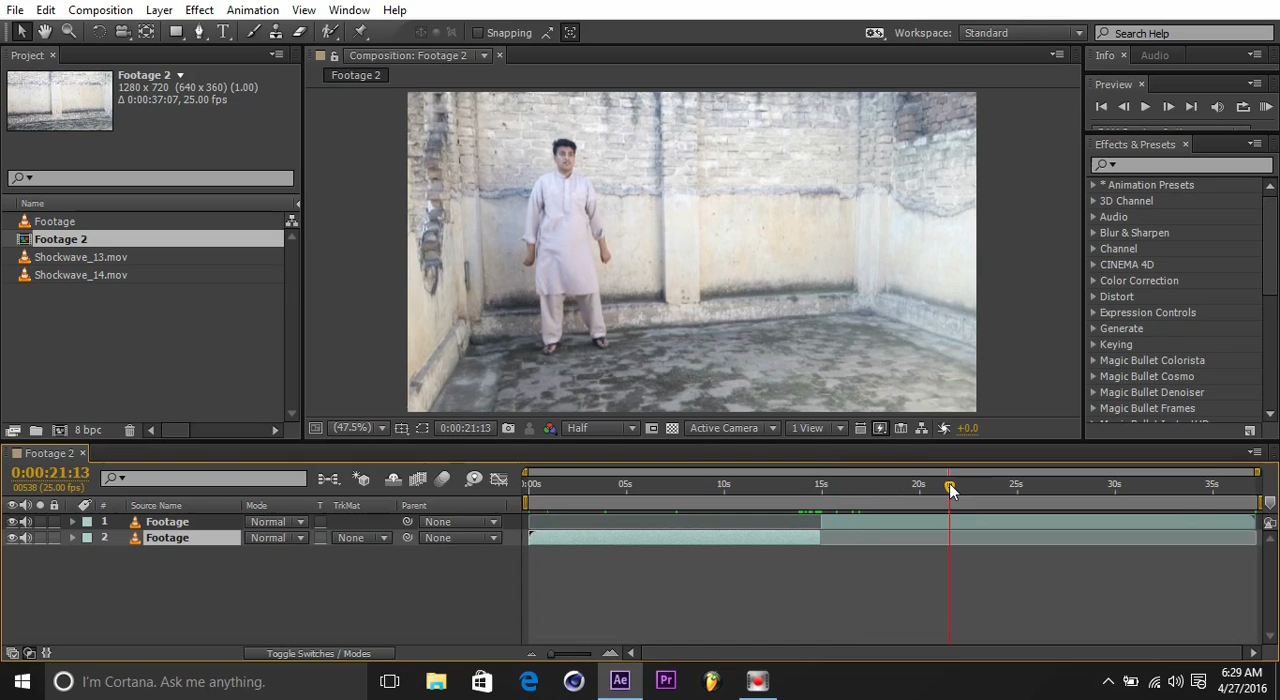 File Edit Composition Layer Effect Animation View Window Help
Snapping Workspace: Standard Search Help
Project × Composition: Footage 2 × Info × Audio
Footage 2
Footage 2
1280 x 720 (640 x 360) (1.00)
Δ 0:00:37:07, 25.00 fps
Preview ×
Effects & Presets ×
* Animation Presets
3D Channel
Audio
Blur & Sharpen
Channel
CINEMA 4D
Color Correction
Distort
Expression Controls
Generate
Keying
Magic Bullet Colorista
Magic Bullet Cosmo
Magic Bullet Denoiser
Magic Bullet Frames
Name
Footage
Footage 2
Shockwave_13.mov
Shockwave_14.mov
8 bpc
(47.5%) 0:00:21:13 Half Active Camera 1 View +0.0
Footage 2 ×
0:00:21:13
00538 (25.00 fps)
):00s 05s 10s 15s 20s 25s 30s 35s
# Source Name Mode T TrkMat Parent
1 Footage Normal None
2 Footage Normal None None
Toggle Switches / Modes
I'm Cortana. Ask me anything.
Ae Pr
6:29 AM
4/27/2016